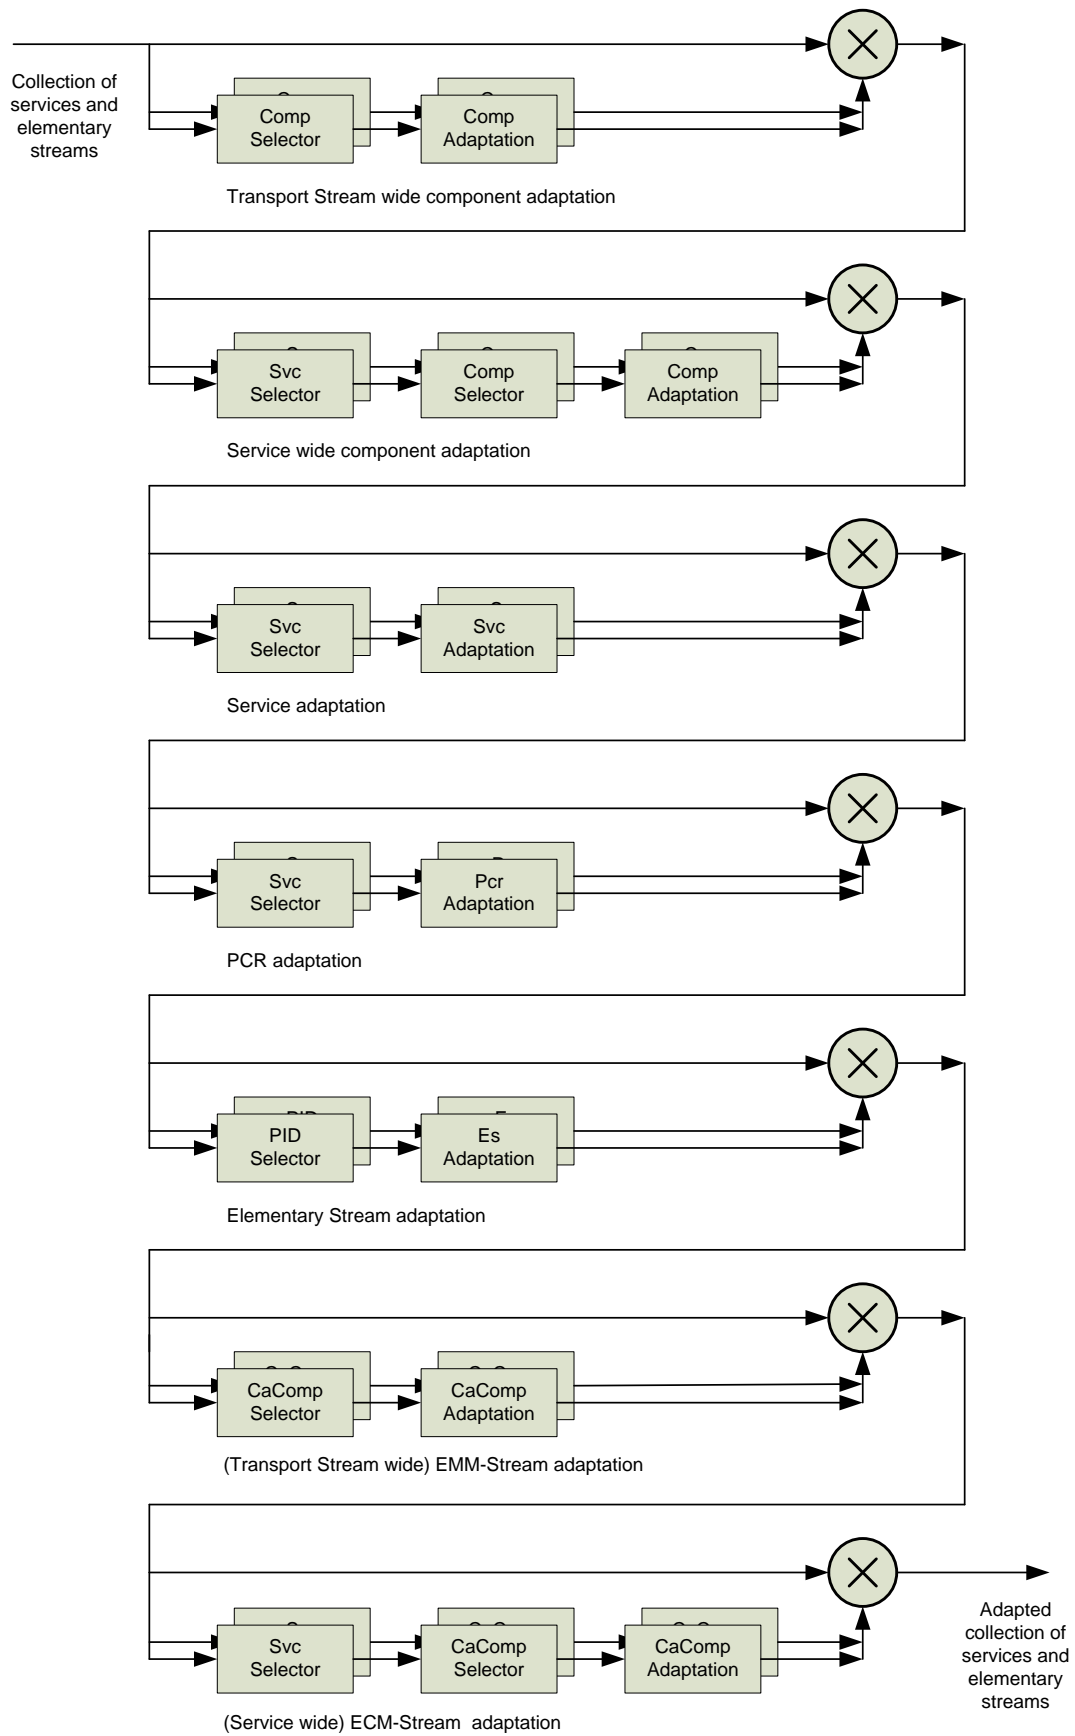 Collection of
services and
elementary
streams
Comp
Selector
Comp
Adaptation
Transport Stream wide component adaptation
Svc
Selector
Comp
Selector
Comp
Adaptation
Service wide component adaptation
Svc
Selector
Svc
Adaptation
Service adaptation
Svc
Selector
Pcr
Adaptation
PCR adaptation
PID
Selector
Es
Adaptation
Elementary Stream adaptation
CaComp
Selector
CaComp
Adaptation
(Transport Stream wide) EMM-Stream adaptation
Svc
Selector
CaComp
Selector
CaComp
Adaptation
Adapted
collection of
services and
elementary
streams
(Service wide) ECM-Stream adaptation